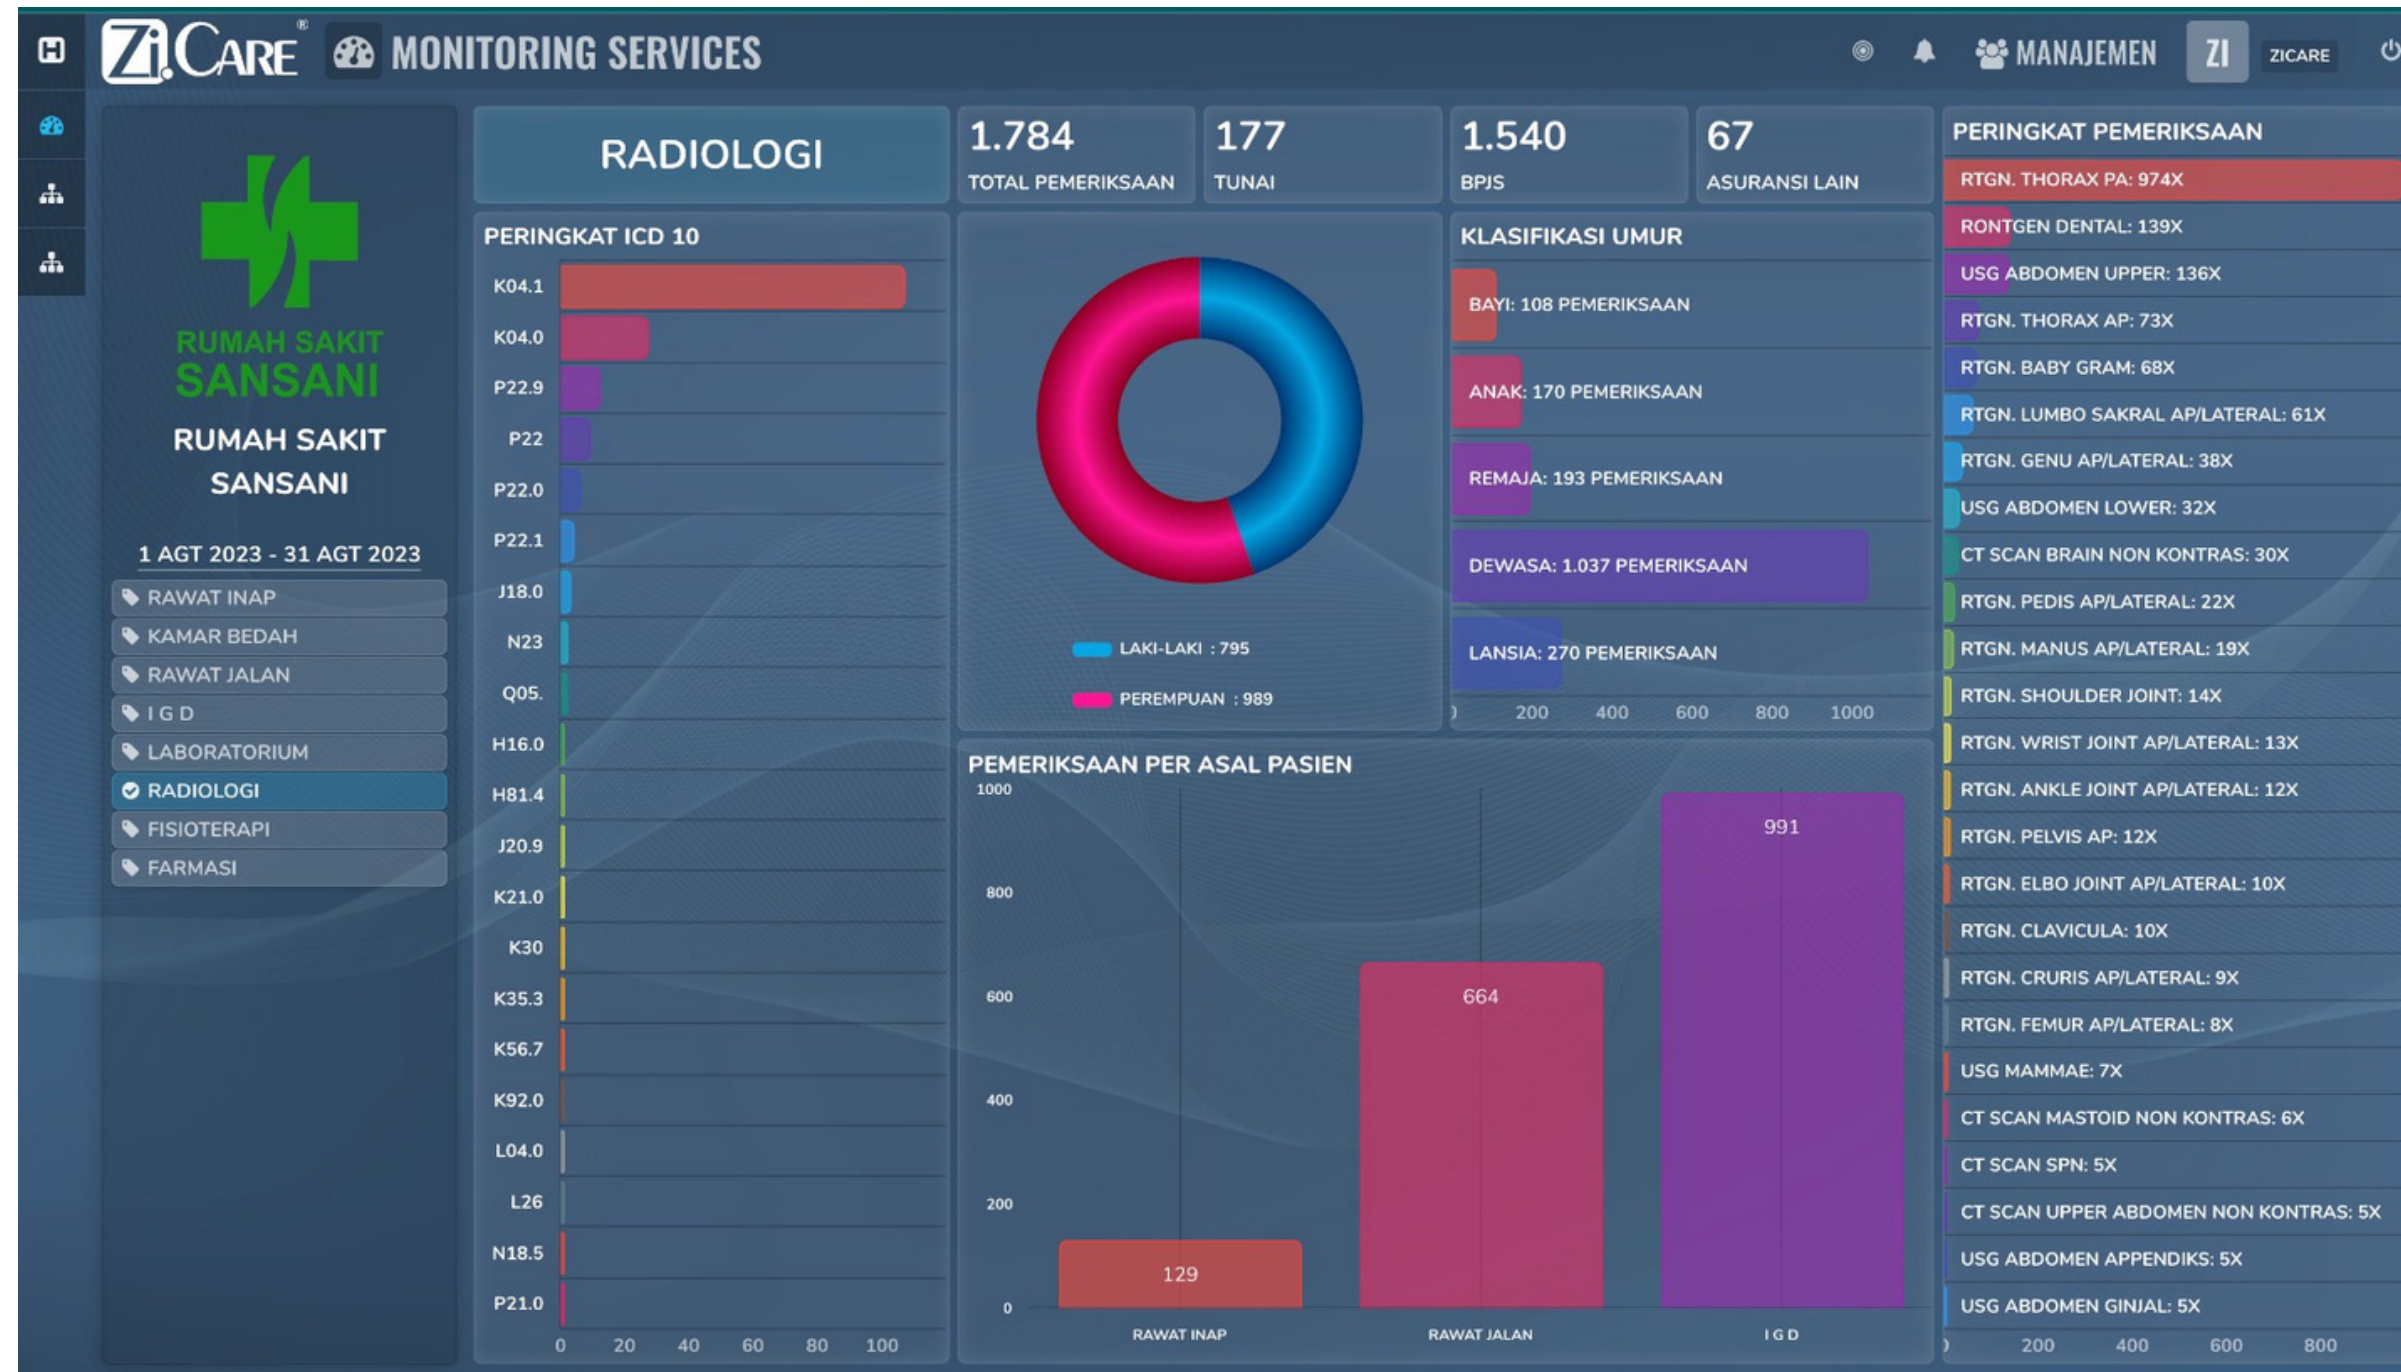 Zi.CARE®
MONITORING SERVICES
MANAJEMEN
ZI
ZICARE
RUMAH SAKIT
SANSANI
RUMAH SAKIT
SANSANI
1 AGT 2023 - 31 AGT 2023
RAWAT INAP
KAMAR BEDAH
RAWAT JALAN
I G D
LABORATORIUM
RADIOLOGI
FISIOTERAPI
FARMASI
RADIOLOGI
1.784
TOTAL PEMERIKSAAN
177
TUNAI
1.540
BPJS
67
ASURANSI LAIN
PERINGKAT ICD 10
K04.1
K04.0
P22.9
P22
P22.0
P22.1
J18.0
N23
Q05.
H16.0
H81.4
J20.9
K21.0
K30
K35.3
K56.7
K92.0
L04.0
L26
N18.5
P21.0
0 20 40 60 80 100
LAKI-LAKI : 795
PEREMPUAN : 989
KLASIFIKASI UMUR
BAYI: 108 PEMERIKSAAN
ANAK: 170 PEMERIKSAAN
REMAJA: 193 PEMERIKSAAN
DEWASA: 1.037 PEMERIKSAAN
LANSIA: 270 PEMERIKSAAN
200 400 600 800 1000
PEMERIKSAAN PER ASAL PASIEN
1000
800
600
400
200
0
129
664
991
RAWAT INAP RAWAT JALAN I G D
PERINGKAT PEMERIKSAAN
RTGN. THORAX PA: 974X
RONTGEN DENTAL: 139X
USG ABDOMEN UPPER: 136X
RTGN. THORAX AP: 73X
RTGN. BABY GRAM: 68X
RTGN. LUMBO SAKRAL AP/LATERAL: 61X
RTGN. GENU AP/LATERAL: 38X
USG ABDOMEN LOWER: 32X
CT SCAN BRAIN NON KONTRAS: 30X
RTGN. PEDIS AP/LATERAL: 22X
RTGN. MANUS AP/LATERAL: 19X
RTGN. SHOULDER JOINT: 14X
RTGN. WRIST JOINT AP/LATERAL: 13X
RTGN. ANKLE JOINT AP/LATERAL: 12X
RTGN. PELVIS AP: 12X
RTGN. ELBO JOINT AP/LATERAL: 10X
RTGN. CLAVICULA: 10X
RTGN. CRURIS AP/LATERAL: 9X
RTGN. FEMUR AP/LATERAL: 8X
USG MAMMAE: 7X
CT SCAN MASTOID NON KONTRAS: 6X
CT SCAN SPN: 5X
CT SCAN UPPER ABDOMEN NON KONTRAS: 5X
USG ABDOMEN APPENDIKS: 5X
USG ABDOMEN GINJAL: 5X
200 400 600 800